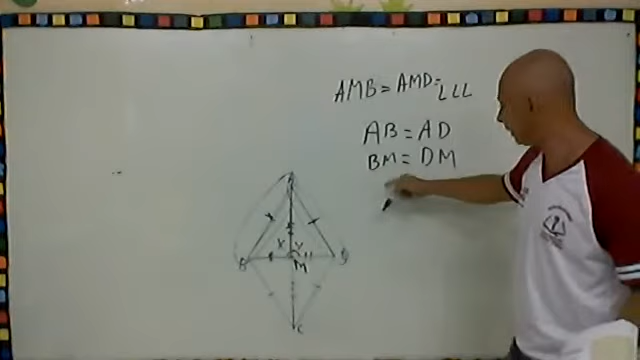 AMB = AMD = LLL
AB = AD
BM = DM
A
X Y
B M D
C